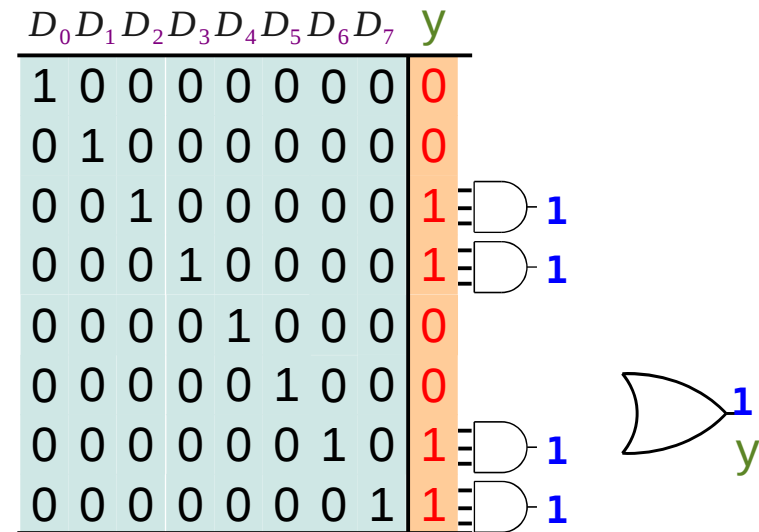 D₀ D₁ D₂ D₃ D₄ D₅ D₆ D₇ y
1 0 0 0 0 0 0 0 0
0 1 0 0 0 0 0 0 0
0 0 1 0 0 0 0 0 1 1
0 0 0 1 0 0 0 0 1 1
0 0 0 0 1 0 0 0 0
0 0 0 0 0 1 0 0 0
1
y
0 0 0 0 0 0 1 0 1 1
0 0 0 0 0 0 0 1 1 1